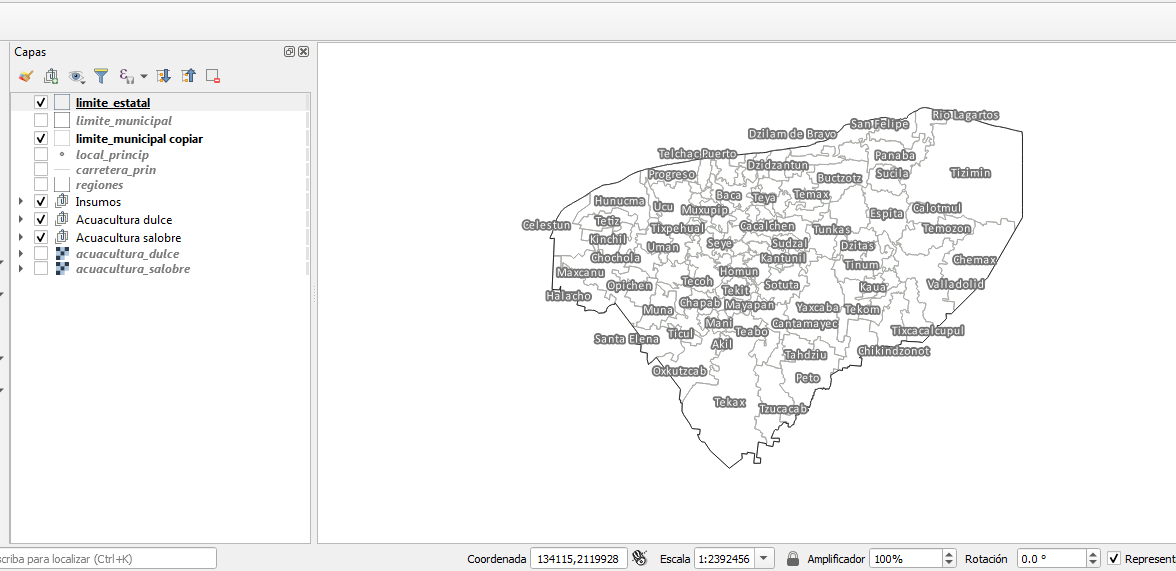 Capas
limite_estatal
limite_municipal
limite_municipal copiar
local_princip
carretera_prin
regiones
Insumos
Acuacultura dulce
Acuacultura salobre
acuacultura_dulce
acuacultura_salobre
Rio Lagartos
San Felipe
Dzilam de Bravo
Telchac Puerto
Panaba
Dzidzantun
Progreso
Sucila
Tizimin
Buctzotz
Baca
Teya
Temax
Hunucma
Ucu
Muxupip
Espita
Calotmul
Celestun
Tetiz
Tixpehual
Cacalchen
Tunkas
Temozon
Kinchil
Uman
Seye
Sudzal
Dzitas
Chochola
Kantunil
Tinum
Chemax
Maxcanu
Homun
Opichen
Tecoh
Sotuta
Kaua
Valladolid
Halacho
Tekit
Muna
Chapab
Mayapan
Yaxcaba
Tekom
Mani
Cantamayec
Santa Elena
Ticul
Teabo
Tixcacalcupul
Akil
Tahdziu
Chikindzonot
Oxkutzcab
Peto
Tekax
Tzucacab
scriba para localizar (Ctrl+K)
Coordenada 134115,2119928 Escala 1:2392456 Amplificador 100% Rotación 0.0 ° Represent